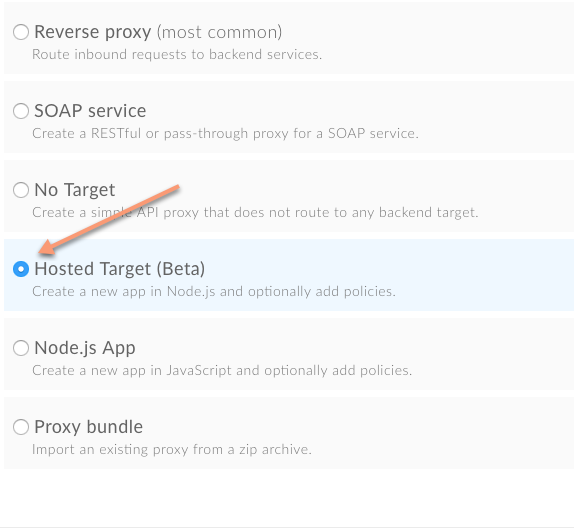 Reverse proxy (most common)
Route inbound requests to backend services.
SOAP service
Create a RESTful or pass-through proxy for a SOAP service.
No Target
Create a simple API proxy that does not route to any backend target.
Hosted Target (Beta)
Create a new app in Node.js and optionally add policies.
Node.js App
Create a new app in JavaScript and optionally add policies.
Proxy bundle
Import an existing proxy from a zip archive.